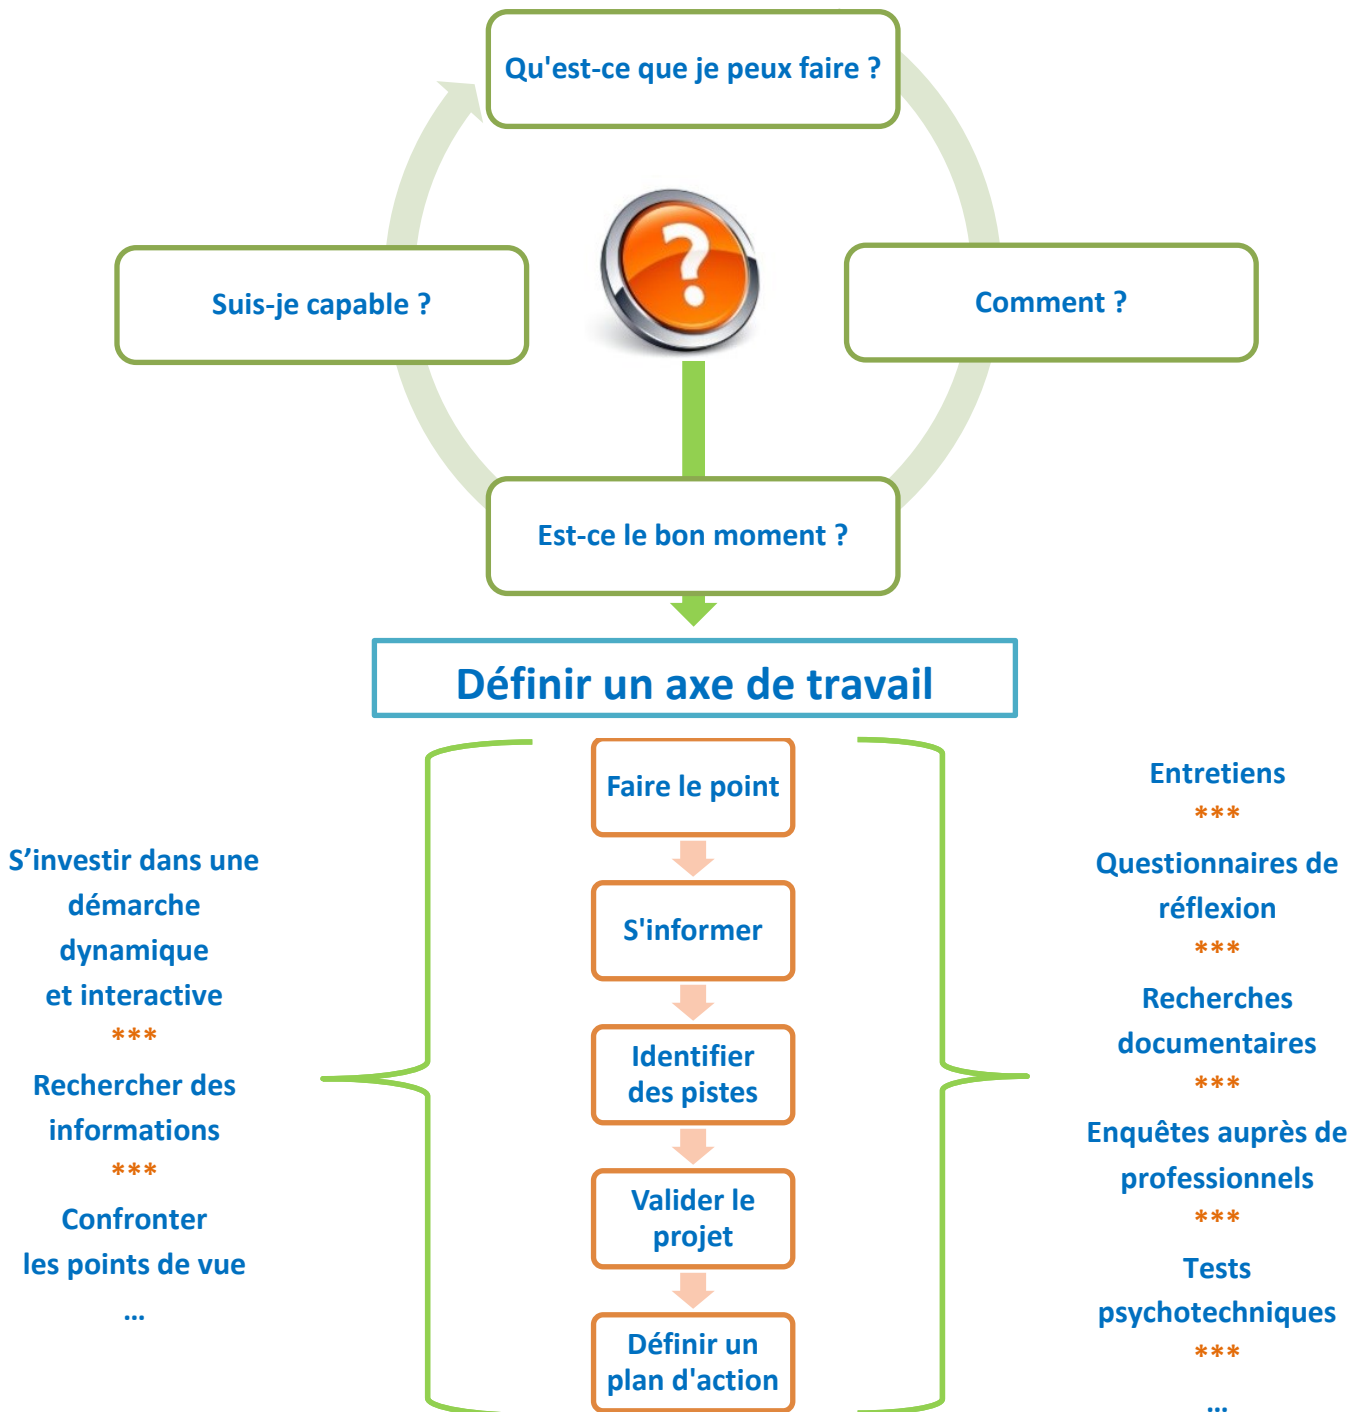 Qu'est-ce que je peux faire ?
?
Suis-je capable ?
Comment ?
Est-ce le bon moment ?
Définir un axe de travail
S’investir dans une
démarche
dynamique
et interactive
***
Rechercher des
informations
***
Confronter
les points de vue
...
Faire le point
S'informer
Identifier
des pistes
Valider le
projet
Définir un
plan d'action
Entretiens
***
Questionnaires de
réflexion
***
Recherches
documentaires
***
Enquêtes auprès de
professionnels
***
Tests
psychotechniques
***
...